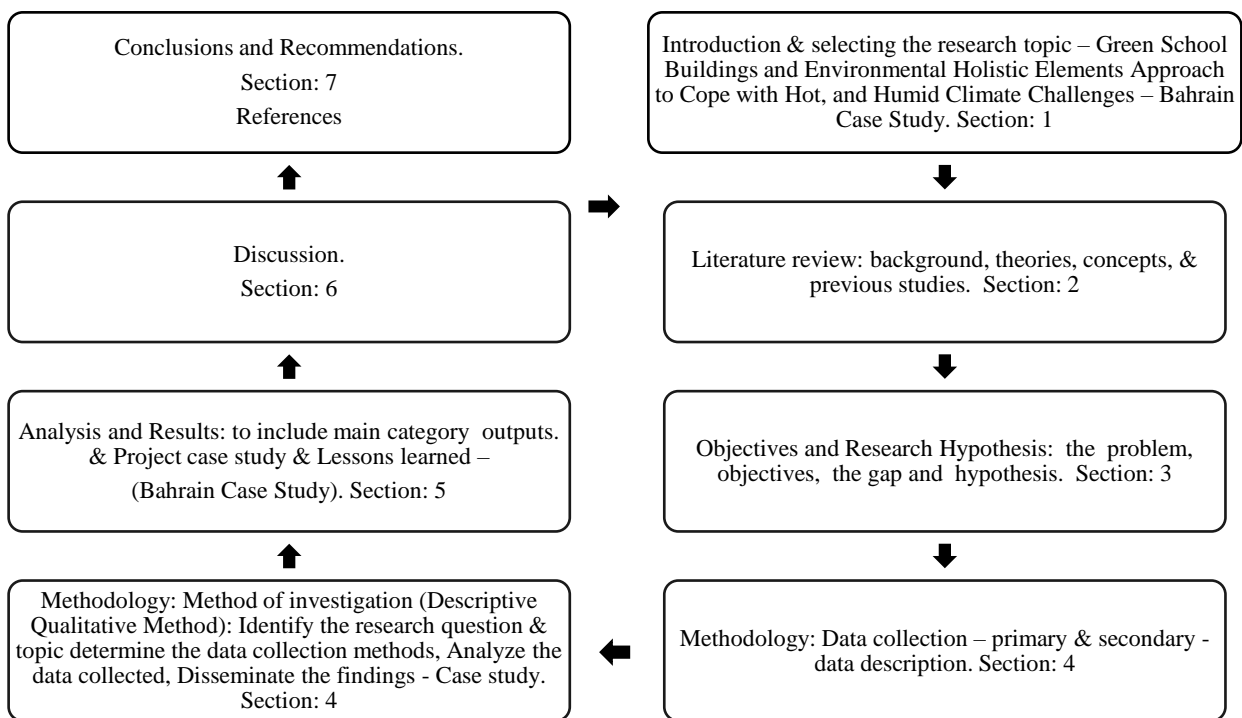 Conclusions and Recommendations.
Section: 7
References
Introduction & selecting the research topic – Green School
Buildings and Environmental Holistic Elements Approach
to Cope with Hot, and Humid Climate Challenges – Bahrain
Case Study. Section: 1
Discussion.
Section: 6
Literature review: background, theories, concepts, &
previous studies. Section: 2
Analysis and Results: to include main category outputs.
& Project case study & Lessons learned –
(Bahrain Case Study). Section: 5
Objectives and Research Hypothesis: the problem,
objectives, the gap and hypothesis. Section: 3
Methodology: Method of investigation (Descriptive
Qualitative Method): Identify the research question &
topic determine the data collection methods, Analyze the
data collected, Disseminate the findings - Case study.
Section: 4
Methodology: Data collection – primary & secondary -
data description. Section: 4